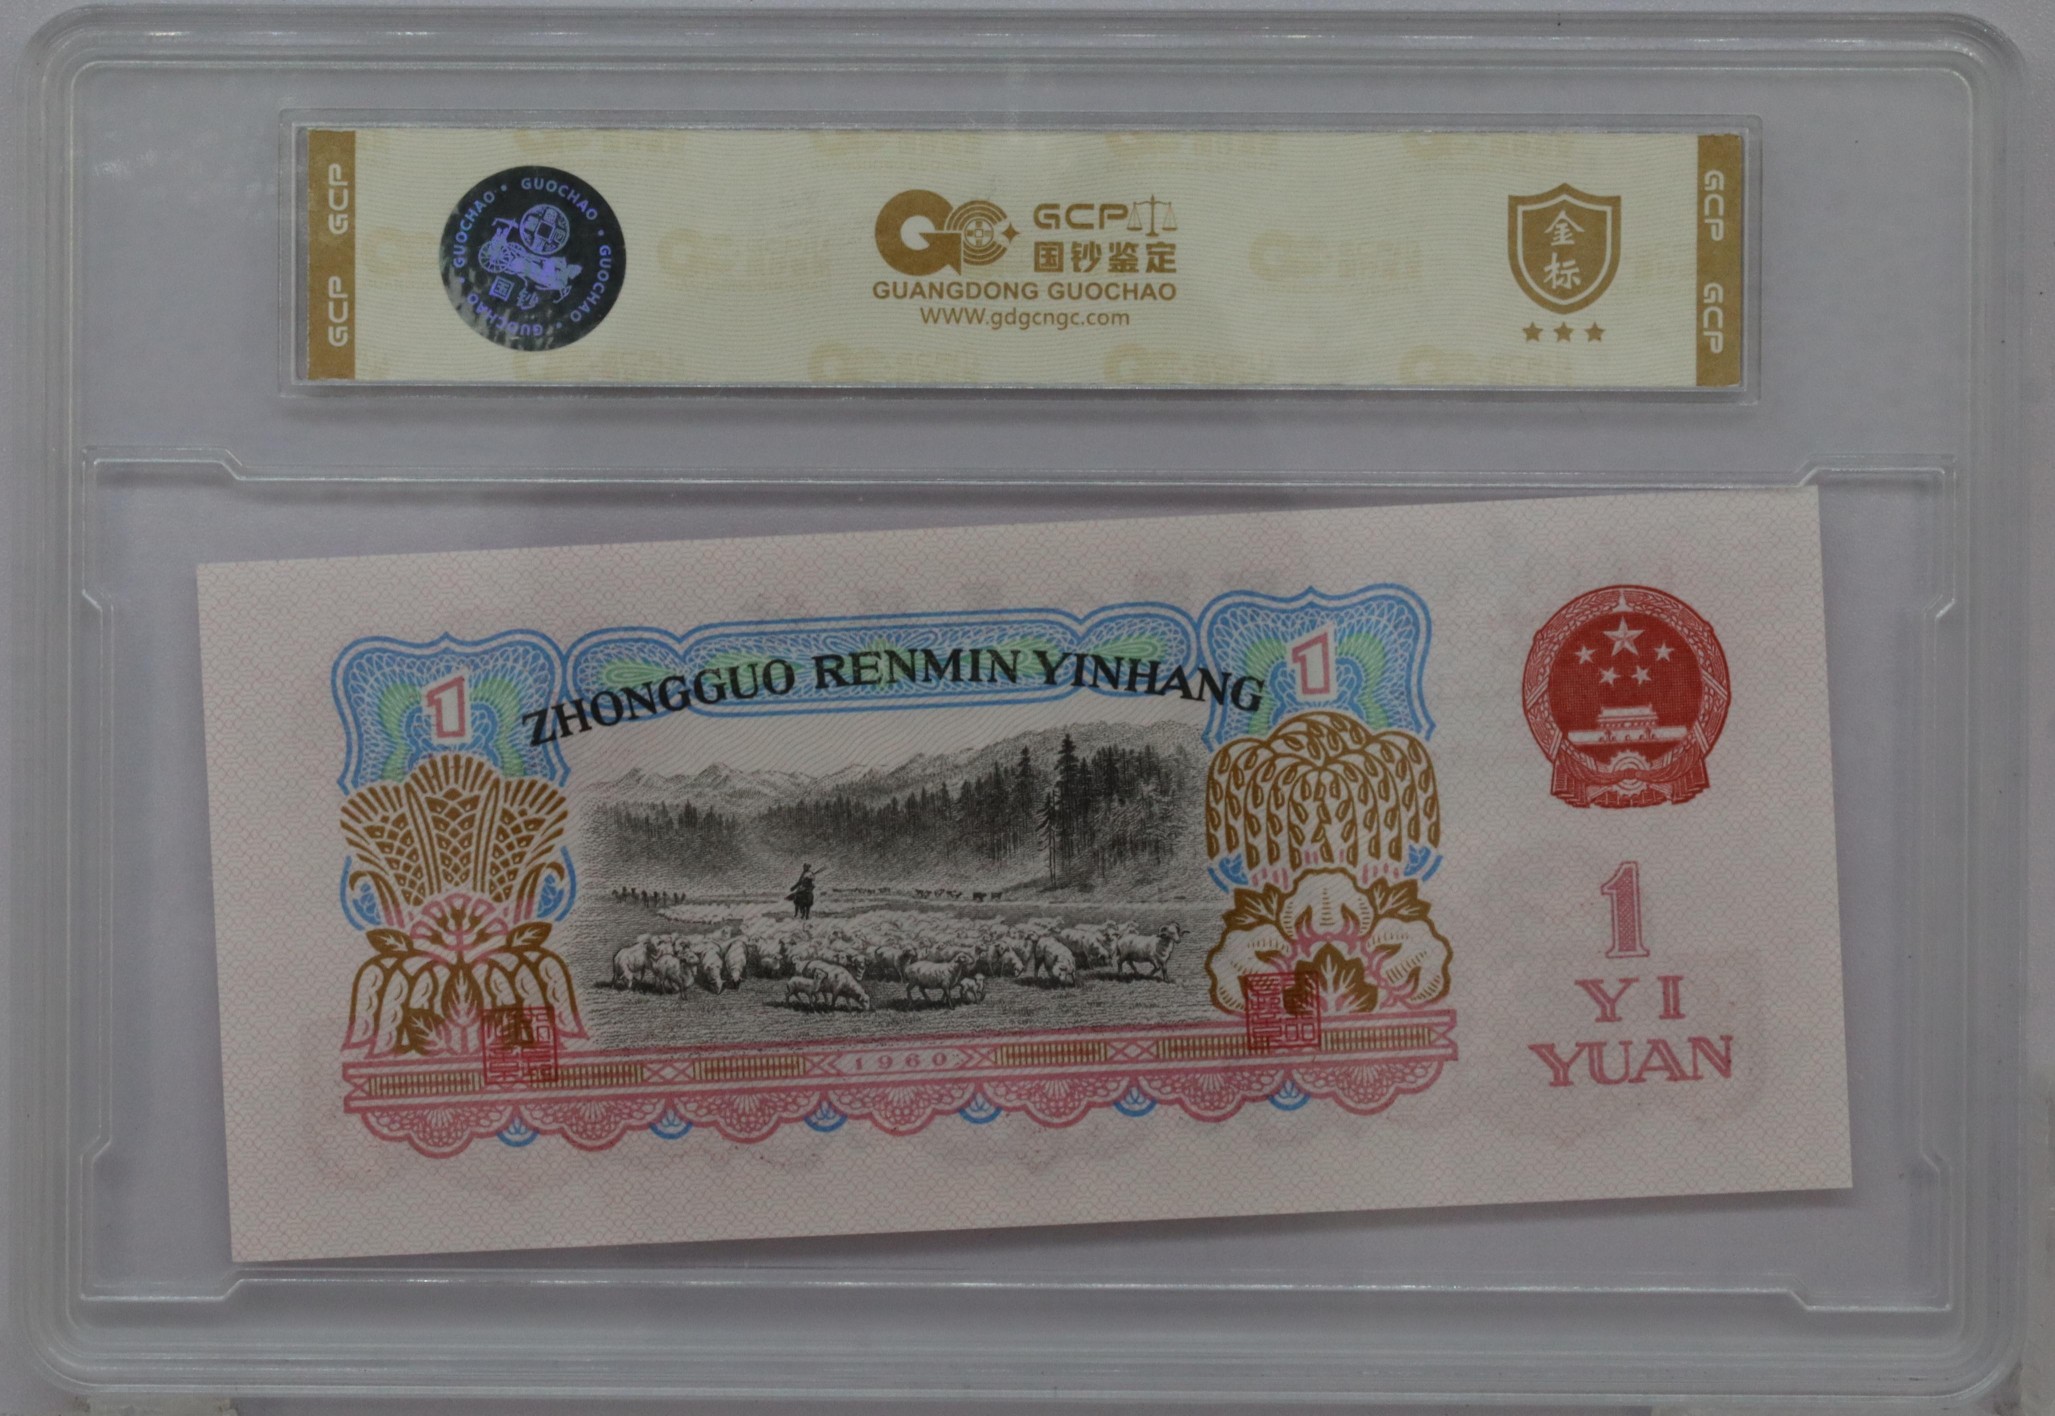 GCP GCP
GUOCHAO • GUOCHAO • GUOCHAO • GUOCHAO •
国钞
GC GCP
国钞鉴定
GUANGDONG GUOCHAO
WWW.gdgcngc.com
金
标
GCP GCP
1 ZHONGGUO RENMIN YINHANG 1
1960
1
YI
YUAN